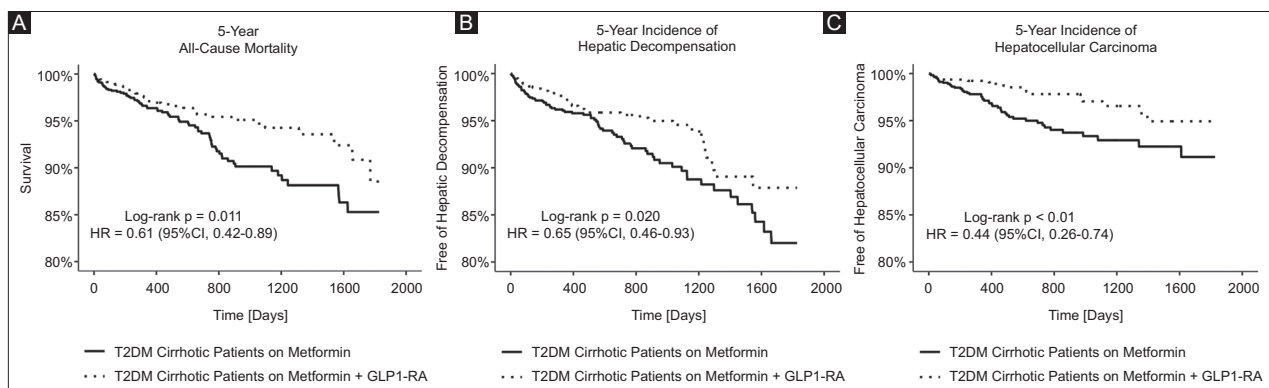 A
5-Year
All-Cause Mortality
Survival
100%
95%
90%
85%
80%
Log-rank p = 0.011
HR = 0.61 (95%CI, 0.42-0.89)
0 400 800 1200 1600 2000
Time [Days]
T2DM Cirrhotic Patients on Metformin
T2DM Cirrhotic Patients on Metformin + GLP1-RA
B
5-Year Incidence of
Hepatic Decompensation
Free of Hepatic Decompensation
100%
95%
90%
85%
80%
Log-rank p = 0.020
HR = 0.65 (95%CI, 0.46-0.93)
0 400 800 1200 1600 2000
Time [Days]
T2DM Cirrhotic Patients on Metformin
T2DM Cirrhotic Patients on Metformin + GLP1-RA
C
5-Year Incidence of
Hepatocellular Carcinoma
Free of Hepatocellular Carcinoma
100%
95%
90%
85%
80%
Log-rank p < 0.01
HR = 0.44 (95%CI, 0.26-0.74)
0 400 800 1200 1600 2000
Time [Days]
T2DM Cirrhotic Patients on Metformin
T2DM Cirrhotic Patients on Metformin + GLP1-RA